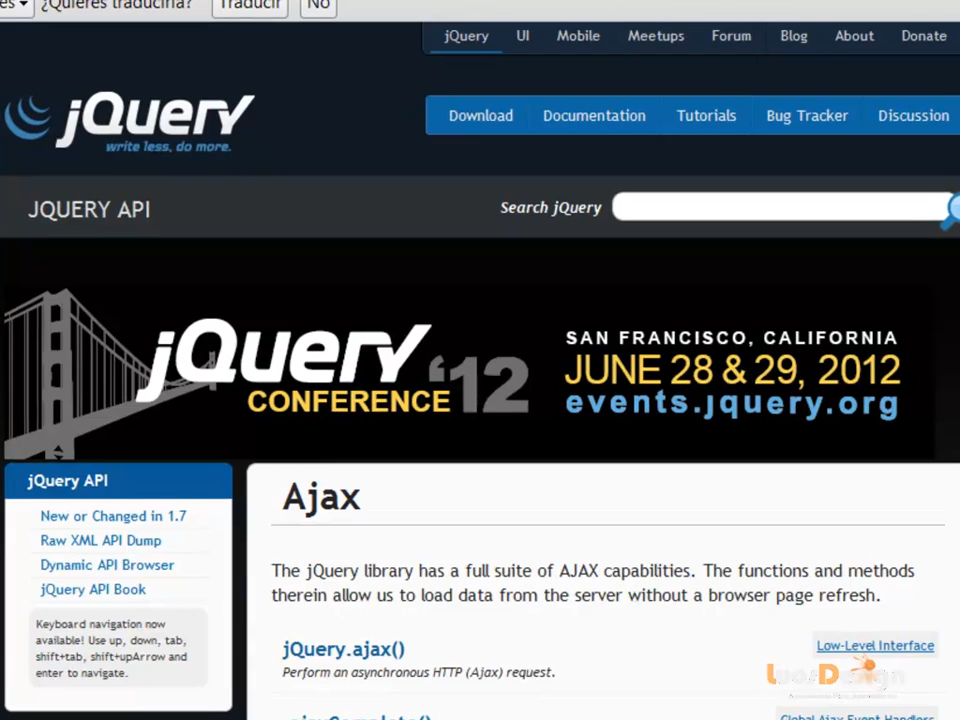 ¿Quieres traducirla? Traducir No
jQuery UI Mobile Meetups Forum Blog About Donate
jQuery
write less, do more.
Download Documentation Tutorials Bug Tracker Discussion
JQUERY API
Search jQuery
jQuery '12
CONFERENCE
SAN FRANCISCO, CALIFORNIA
JUNE 28 & 29, 2012
events.jquery.org
jQuery API
New or Changed in 1.7
Raw XML API Dump
Dynamic API Browser
jQuery API Book
Keyboard navigation now
available! Use up, down, tab,
shift+tab, shift+upArrow and
enter to navigate.
Ajax
The jQuery library has a full suite of AJAX capabilities. The functions and methods
therein allow us to load data from the server without a browser page refresh.
jQuery.ajax()
Low-Level Interface
Perform an asynchronous HTTP (Ajax) request.
.ajaxComplete()
Global Ajax Event Handlers